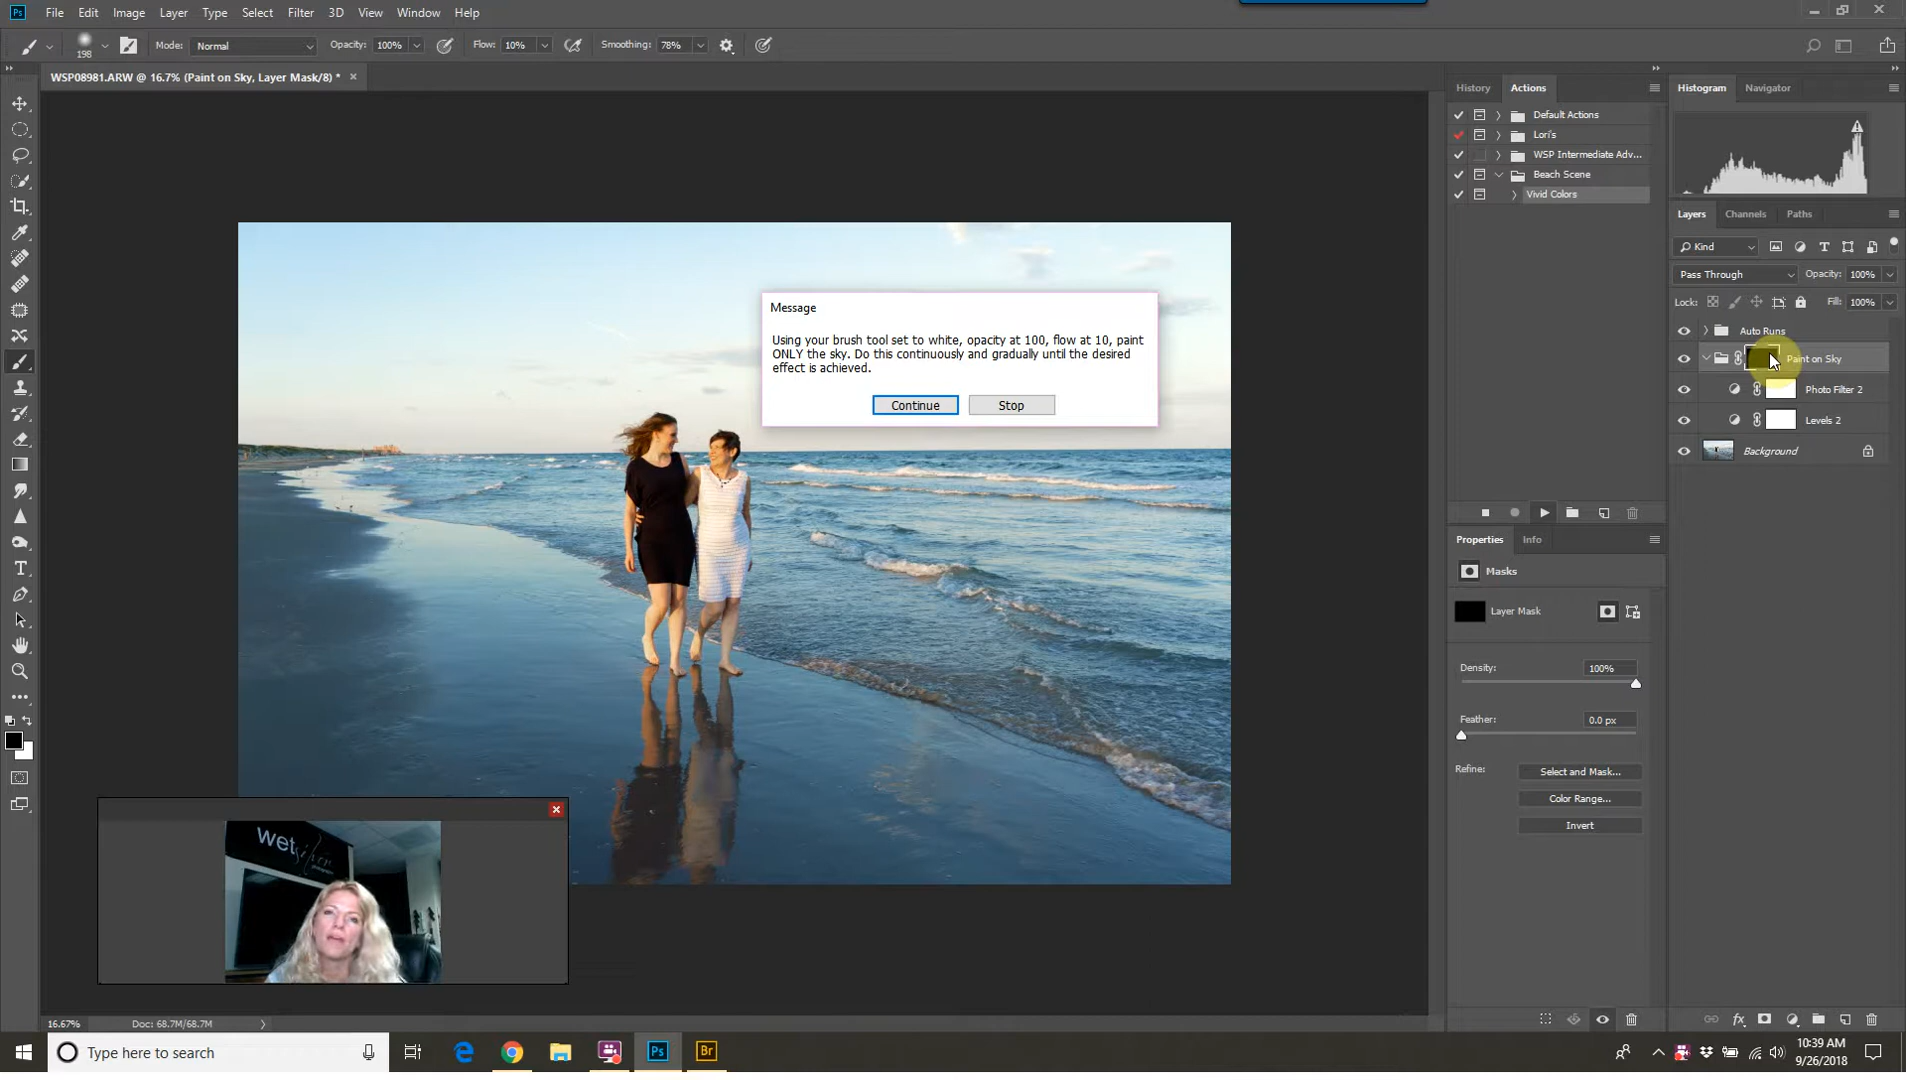 Ps File Edit Image Layer Type Select Filter 3D View Window Help
198 Mode: Normal Opacity: 100% Flow: 10% Smoothing: 78%
WSP08981.ARW @ 16.7% (Paint on Sky, Layer Mask/8) * ×
History Actions
Default Actions
Lori's
WSP Intermediate Adv...
Beach Scene
Vivid Colors
Histogram Navigator
Layers Channels Paths
Kind
Pass Through Opacity: 100%
Lock: Fill: 100%
Auto Runs
Paint on Sky
Photo Filter 2
Levels 2
Background
Message
Using your brush tool set to white, opacity at 100, flow at 10, paint
ONLY the sky. Do this continuously and gradually until the desired
effect is achieved.
Continue Stop
Properties Info
Masks
Layer Mask
Density: 100%
Feather: 0.0 px
Refine: Select and Mask...
Color Range...
Invert
Wet silver
16.67% Doc: 68.7M/68.7M
Type here to search
Ps Br
10:39 AM
9/26/2018